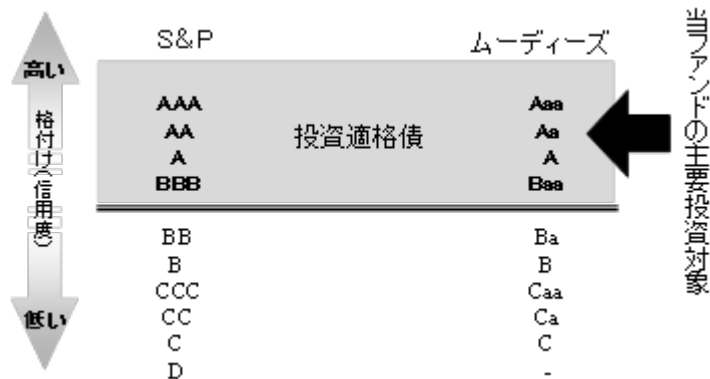 S&P ムーディーズ
高い
AAA Aaa
AA 投資適格債 Aa
A A
BBB Baa
格付け(信用度)
BB Ba
B B
CCC Caa
CC Ca
C C
D -
低い
当ファンドの主要投資対象